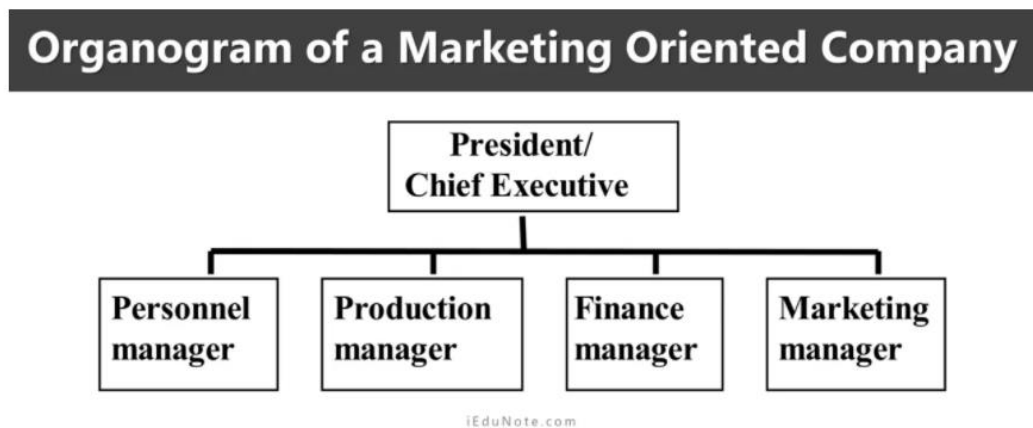 Organogram of a Marketing Oriented Company
President/
Chief Executive
Personnel
manager
Production
manager
Finance
manager
Marketing
manager
iEduNote.com